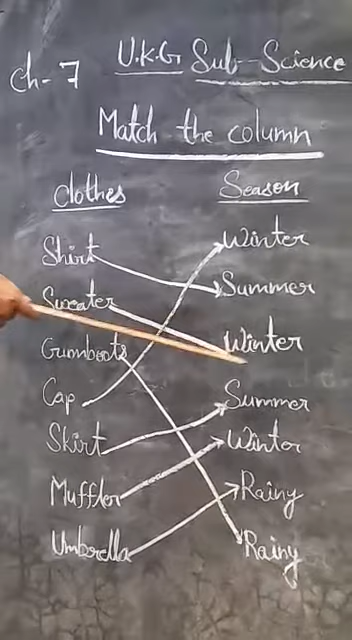 Ch-7 U.K.G Sub-Science
Match the column
Clothes Season
Shirt Winter
Sweater Summer
Gumboots Winter
Cap Summer
Skirt Winter
Muffler Rainy
Umbrella Rainy